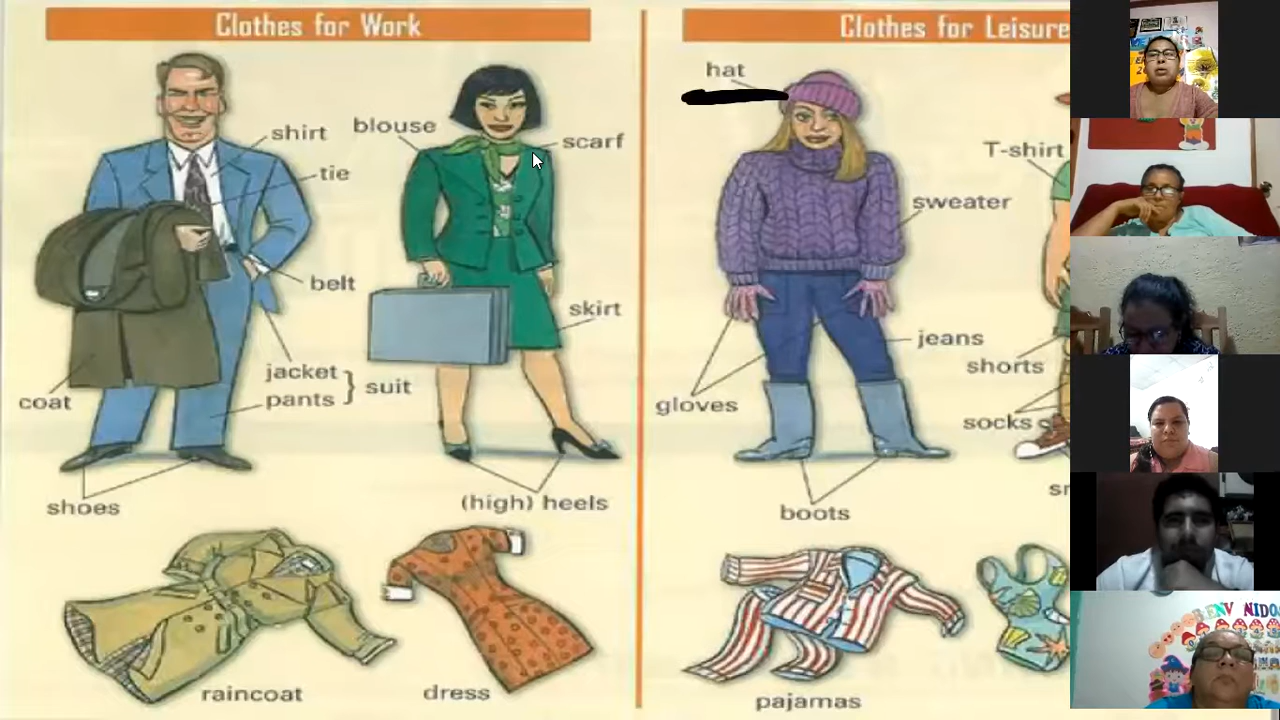 Clothes for Work
shirt
blouse
scarf
tie
belt
skirt
jacket
pants
suit
coat
shoes
(high) heels
raincoat
dress
Clothes for Leisure
hat
T-shirt
sweater
jeans
shorts
gloves
socks
boots
pajamas